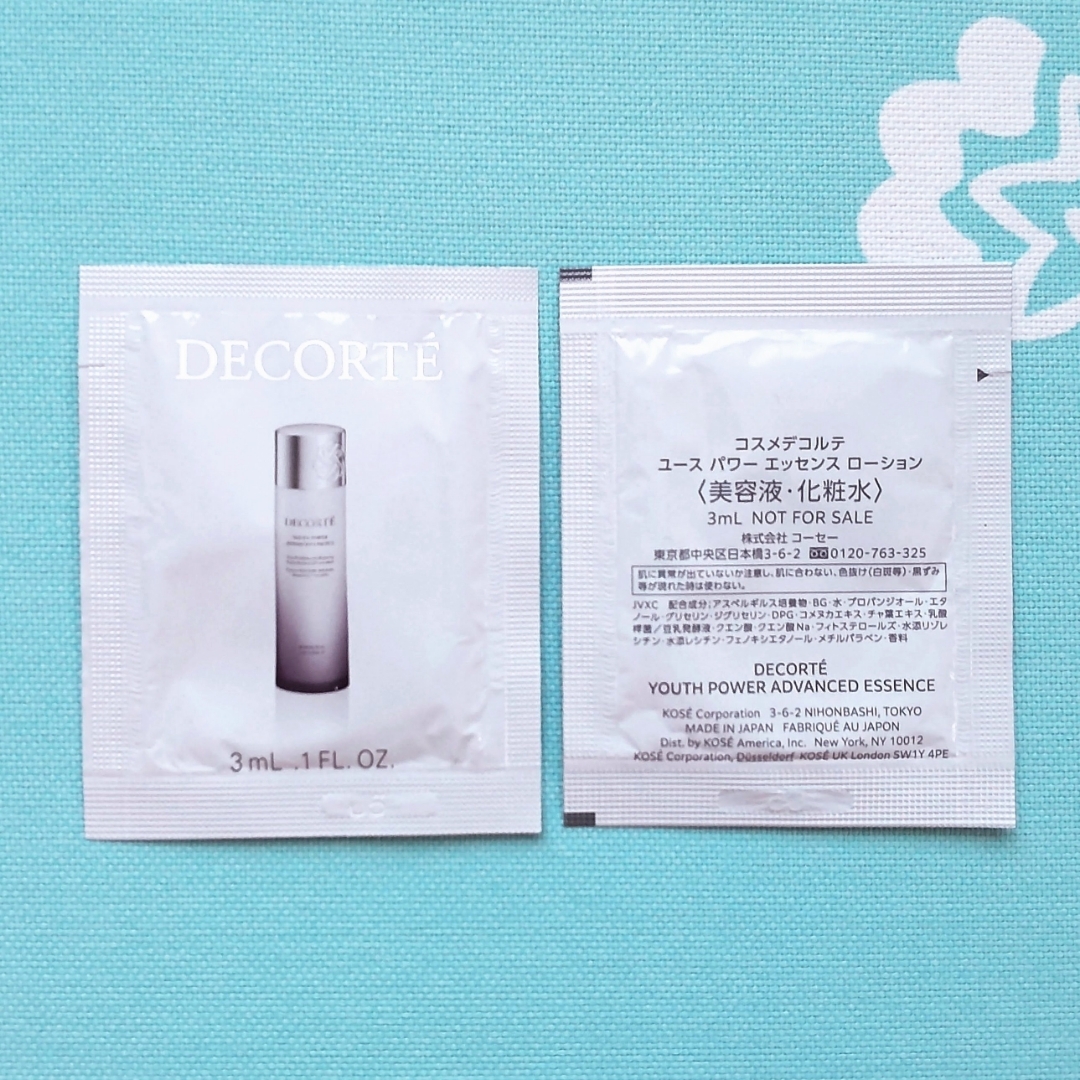 DECORTÉ
DECORTÉ
3mL .1 FL. OZ.
コスメデコルテ
ユース パワー エッセンス ローション
〈美容液・化粧水〉
3mL NOT FOR SALE
株式会社 コーセー
東京都中央区日本橋3-6-2 0120-763-325
肌に異常が出ていないか注意し、肌に合わない、色抜け(白斑等)・黒ずみ
等が現れた時は使わない。
JVXC 配合成分:アスペルギルス培養物・BG・水・プロパンジオール・エタ
ノール・グリセリン・ジグリセリン・DPG・コメヌカエキス・チャ葉エキス・乳酸
桿菌/豆乳発酵液・クエン酸・クエン酸Na・フィトステロールズ・水添リゾレ
シチン・水添レシチン・フェノキシエタノール・メチルパラベン・香料
DECORTÉ
YOUTH POWER ADVANCED ESSENCE
KOSÉ Corporation 3-6-2 NIHONBASHI, TOKYO
MADE IN JAPAN FABRIQUÉ AU JAPON
Dist. by KOSÉ America, Inc. New York, NY 10012
KOSÉ Corporation, Düsseldorf KOSÉ UK London SW1Y 4PE